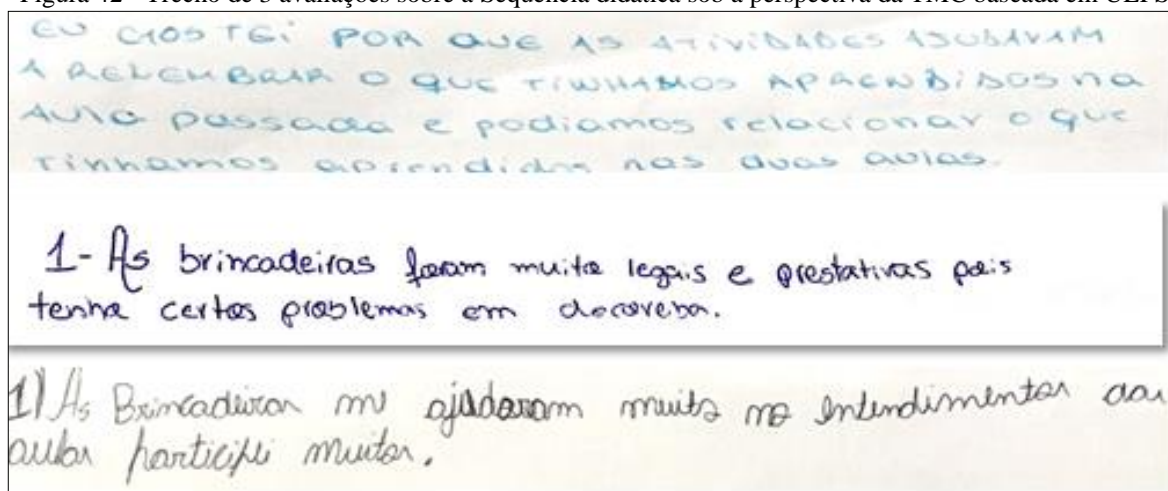 Figura 42 - Trecho de 3 avaliações sobre a Sequência didática sob a perspectiva da TMC baseada em UEPS
EU GOSTEI POR QUE AS ATIVIDADES AJUDAVAM
A RELEMBRAR O QUE TINHAMOS APRENDIDOS na
Aula passada e podiamos relacionar o que
tinhamos aprendidos nas duas aulas.
1- As brincadeiras foram muito legais e prestativas pois
tenho certos problemas em
1) As Brincadeiras me ajudaram muito no entendimento das
aulas participei muito.